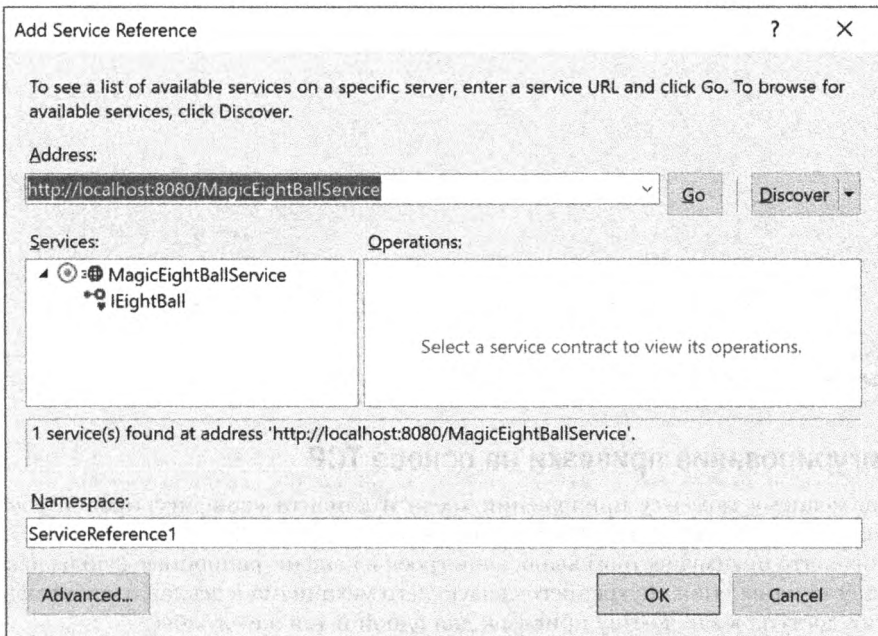 Add Service Reference
?
To see a list of available services on a specific server, enter a service URL and click Go. To browse for
available services, click Discover.
Address:
http://localhost:8080/MagicEightBallService
Go
Discover
Services:
Operations:
MagicEightBallService
IEightBall
Select a service contract to view its operations.
1 service(s) found at address 'http://localhost:8080/MagicEightBallService'.
Namespace:
ServiceReference1
Advanced...
OK
Cancel